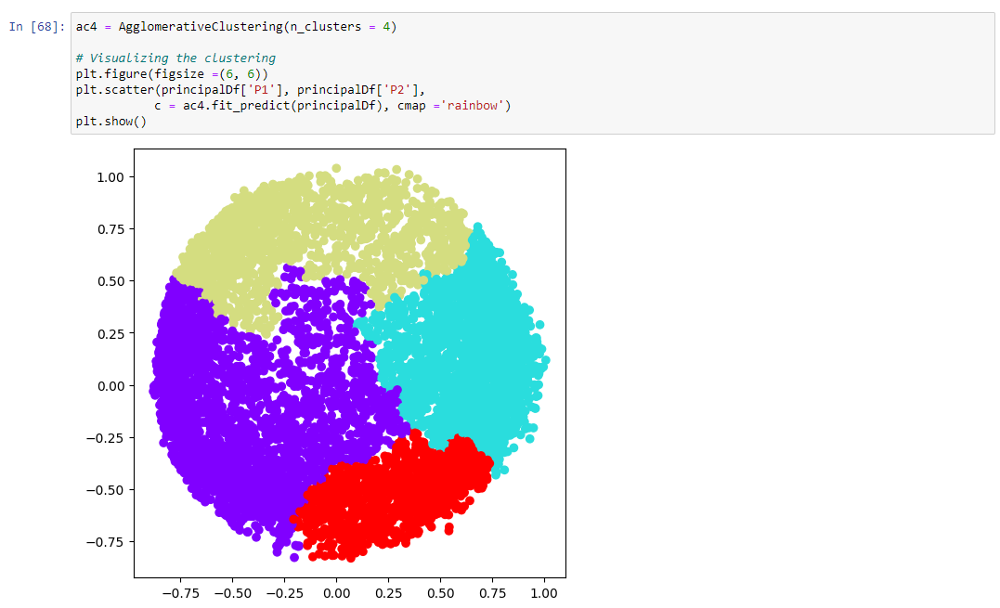 In [68]: ac4 = AgglomerativeClustering(n_clusters = 4)
# Visualizing the clustering
plt.figure(figsize =(6, 6))
plt.scatter(principalDf['P1'], principalDf['P2'],
c = ac4.fit_predict(principalDf), cmap ='rainbow')
plt.show()
1.00
0.75
0.50
0.25
0.00
−0.25
−0.50
−0.75
−0.75 −0.50 −0.25 0.00 0.25 0.50 0.75 1.00